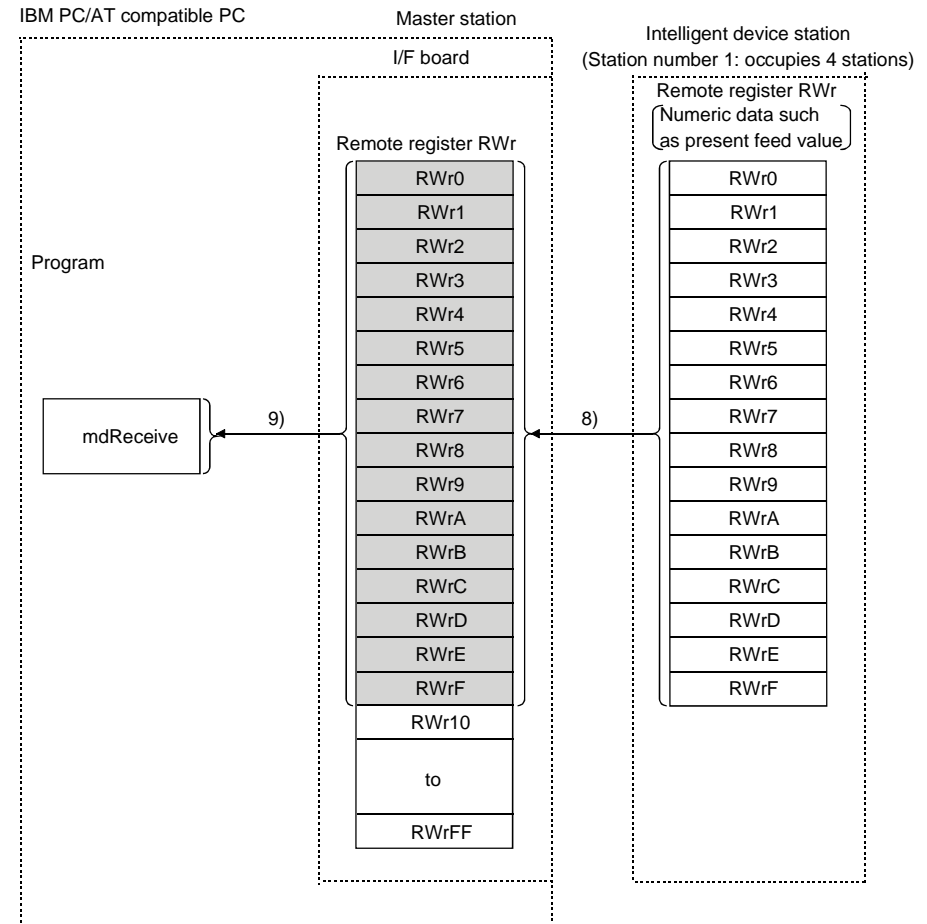 IBM PC/AT compatible PC
Master station
I/F board
Intelligent device station
(Station number 1: occupies 4 stations)
Remote register RWr
Numeric data such
as present feed value
Remote register RWr
Program
mdReceive
9)
8)
RWr0
RWr1
RWr2
RWr3
RWr4
RWr5
RWr6
RWr7
RWr8
RWr9
RWrA
RWrB
RWrC
RWrD
RWrE
RWrF
RWr10
to
RWrFF
RWr0
RWr1
RWr2
RWr3
RWr4
RWr5
RWr6
RWr7
RWr8
RWr9
RWrA
RWrB
RWrC
RWrD
RWrE
RWrF